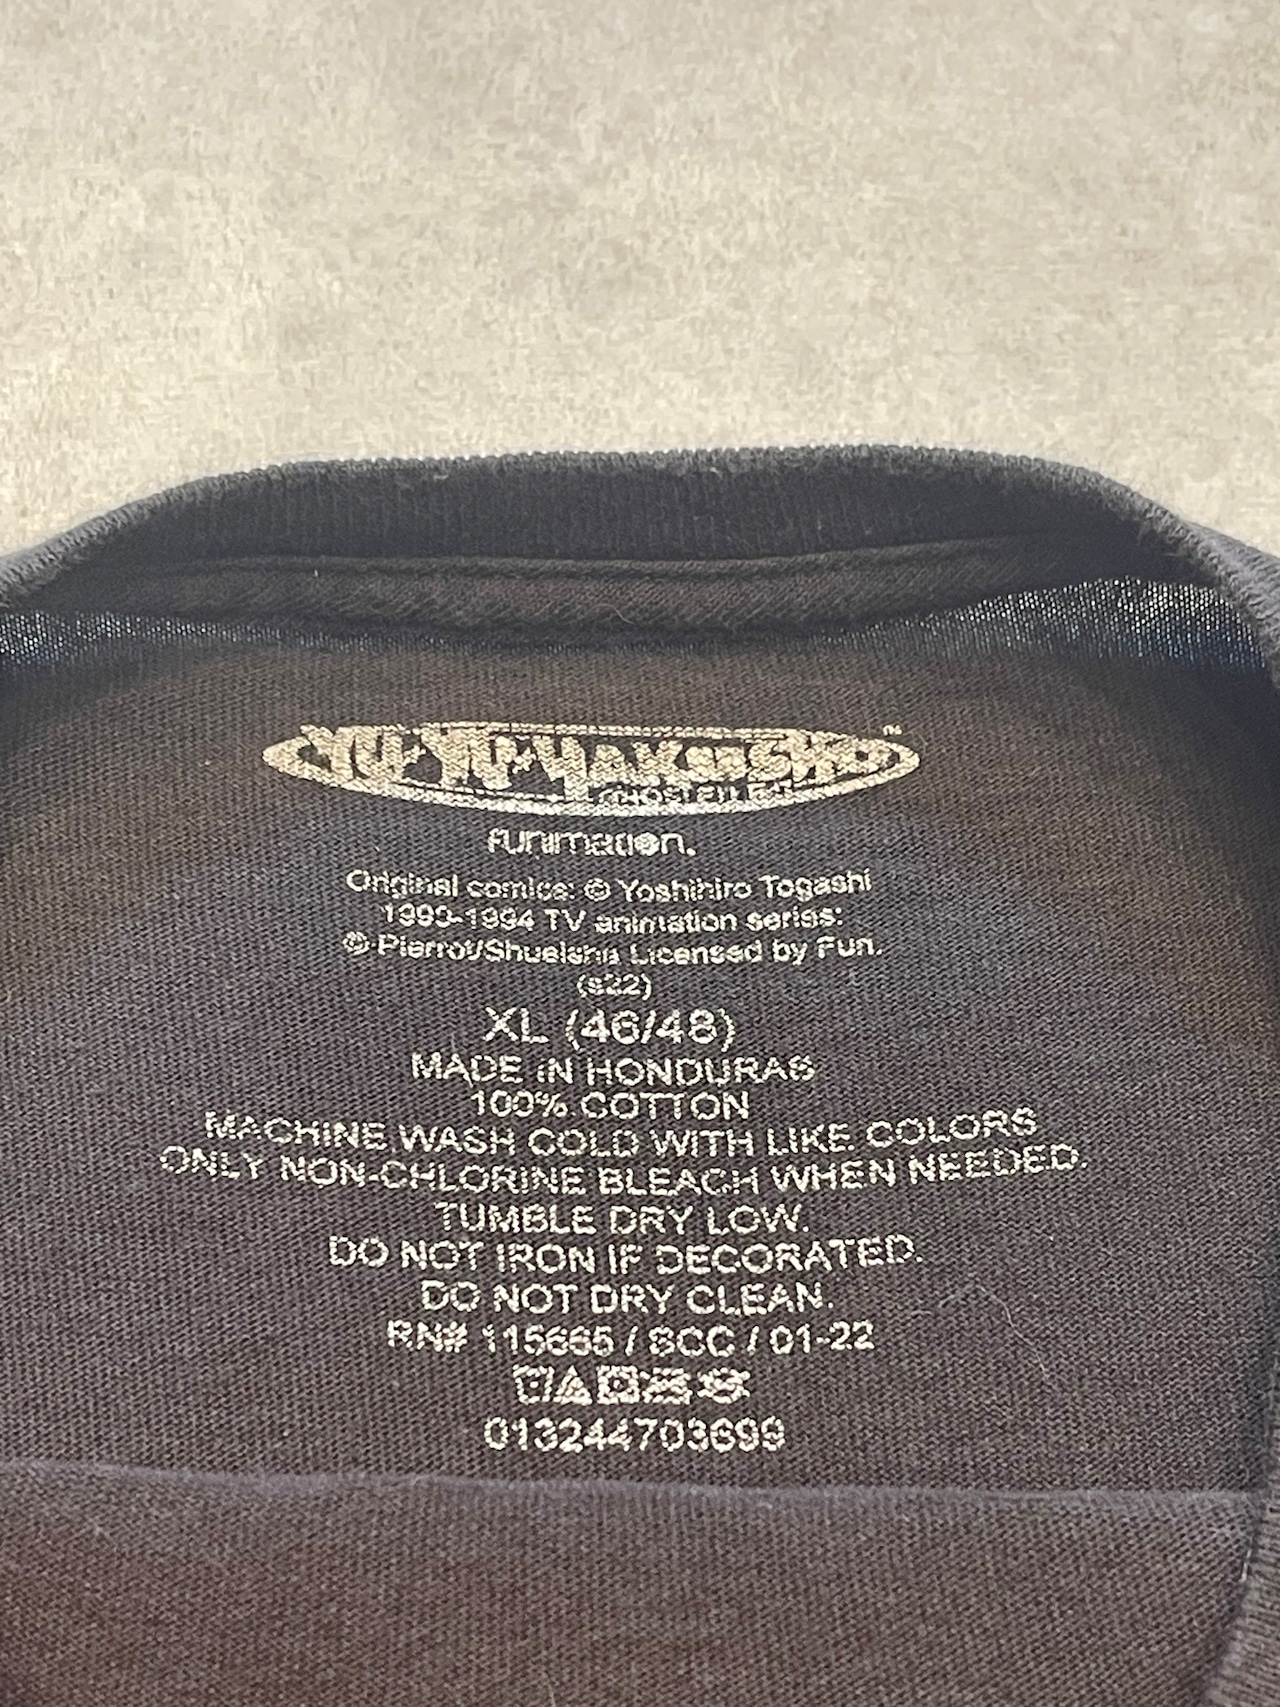 YU YU HAKUSHO™
GHOST FILES
funimation.
Original comics: © Yoshihiro Togashi
1990-1994 TV animation series:
© Pierrot/Shueisha Licensed by Fun.
(s22)
XL (46/48)
MADE IN HONDURAS
100% COTTON
MACHINE WASH COLD WITH LIKE COLORS
ONLY NON-CHLORINE BLEACH WHEN NEEDED.
TUMBLE DRY LOW.
DO NOT IRON IF DECORATED.
DO NOT DRY CLEAN.
RN# 115665 / SCC / 01-22
013244703699